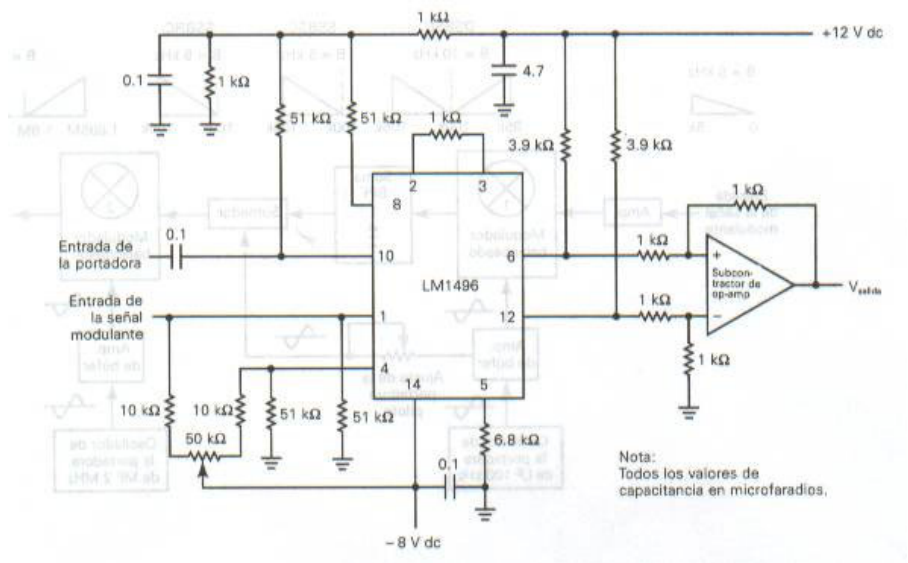 1 kΩ
+12 V dc
0.1
1 kΩ
51 kΩ
51 kΩ
4.7
1 kΩ
3.9 kΩ
3.9 kΩ
2
3
8
1 kΩ
Entrada de
la portadora
0.1
10
LM1496
6
1 kΩ
+
Subcon-
tractor de
op-amp
−
V salida
Entrada de
la señal
modulante
1
12
1 kΩ
1 kΩ
4
14
5
10 kΩ
10 kΩ
51 kΩ
51 kΩ
50 kΩ
6.8 kΩ
0.1
− 8 V dc
Nota:
Todos los valores de
capacitancia en microfaradios.